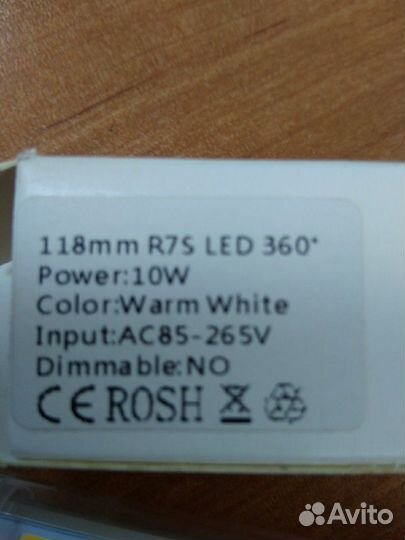 118mm R7S LED 360°
Power:10W
Color:Warm White
Input:AC85-265V
Dimmable:NO
CE ROSH
Avito